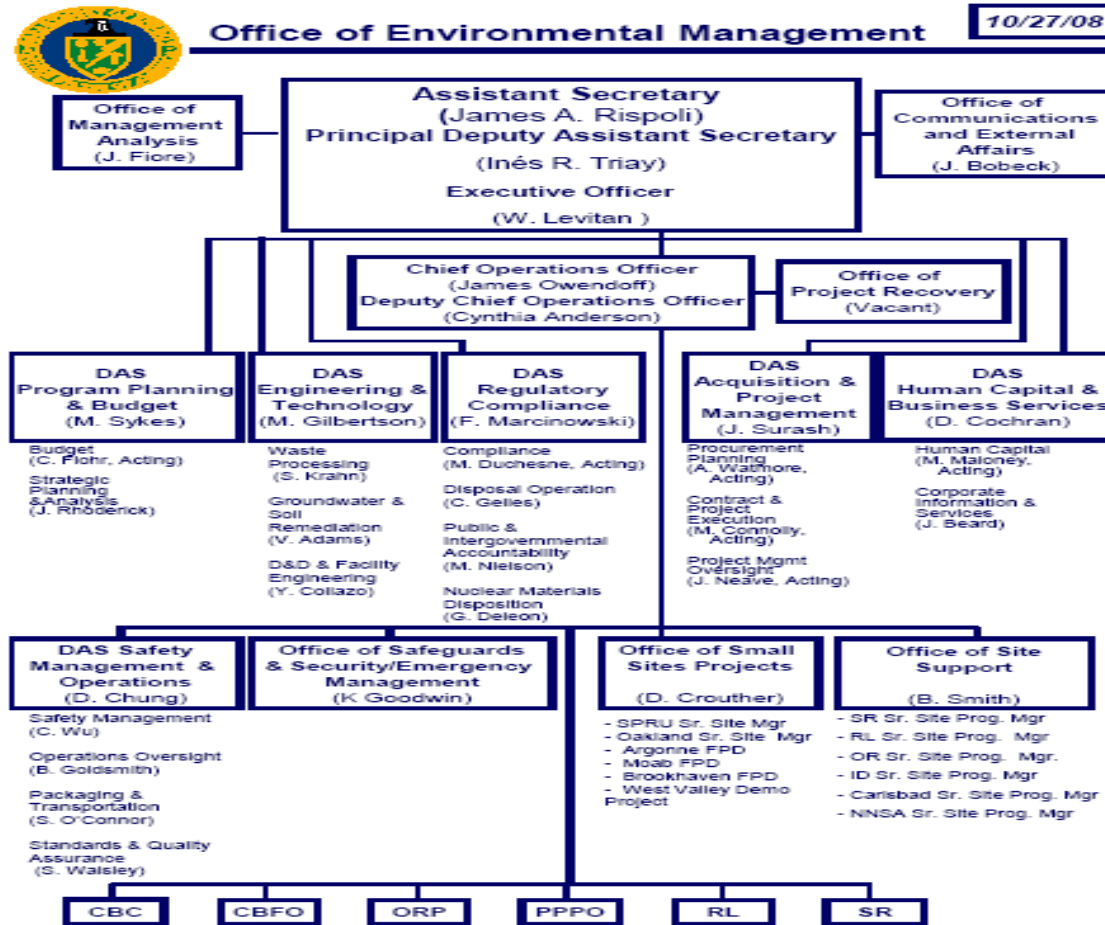 Office of Environmental Management
10/27/08
Office of
Management
Analysis
(J. Fiore)
Assistant Secretary
(James A. Rispoli)
Principal Deputy Assistant Secretary
(Inés R. Triay)
Executive Officer
(W. Levitan )
Office of
Communications
and External
Affairs
(J. Bobeck)
Chief Operations Officer
(James Owendoff)
Deputy Chief Operations Officer
(Cynthia Anderson)
Office of
Project Recovery
(Vacant)
DAS
Program Planning
& Budget
(M. Sykes)
Budget
(C. Flohr, Acting)
Strategic
Planning
&Analysis
(J. Rhoderick)
DAS
Engineering &
Technology
(M. Gilbertson)
Waste
Processing
(S. Krahn)
Groundwater &
Soil
Remediation
(V. Adams)
D&D & Facility
Engineering
(Y. Collazo)
DAS
Regulatory
Compliance
(F. Marcinowski)
Compliance
(M. Duchesne, Acting)
Disposal Operation
(C. Gelles)
Public &
Intergovernmental
Accountability
(M. Nielson)
Nuclear Materials
Disposition
(G. Deleon)
DAS
Acquisition &
Project
Management
(J. Surash)
Procurement
Planning
(A. Watmore,
Acting)
Contract &
Project
Execution
(M. Connolly,
Acting)
Project Mgmt
Oversight
(J. Neave, Acting)
DAS
Human Capital &
Business Services
(D. Cochran)
Human Capital
(M. Maloney,
Acting)
Corporate
Information &
Services
(J. Beard)
DAS Safety
Management &
Operations
(D. Chung)
Safety Management
(C. Wu)
Operations Oversight
(B. Goldsmith)
Packaging &
Transportation
(S. O'Connor)
Standards & Quality
Assurance
(S. Waisley)
Office of Safeguards
& Security/Emergency
Management
(K Goodwin)
Office of Small
Sites Projects
(D. Crouther)
- SPRU Sr. Site Mgr
- Oakland Sr. Site Mgr
- Argonne FPD
- Moab FPD
- Brookhaven FPD
- West Valley Demo
Project
Office of Site
Support
(B. Smith)
- SR Sr. Site Prog. Mgr
- RL Sr. Site Prog. Mgr
- OR Sr. Site Prog. Mgr.
- ID Sr. Site Prog. Mgr
- Carlsbad Sr. Site Prog. Mgr
- NNSA Sr. Site Prog. Mgr
CBC
CBFO
ORP
PPPO
RL
SR